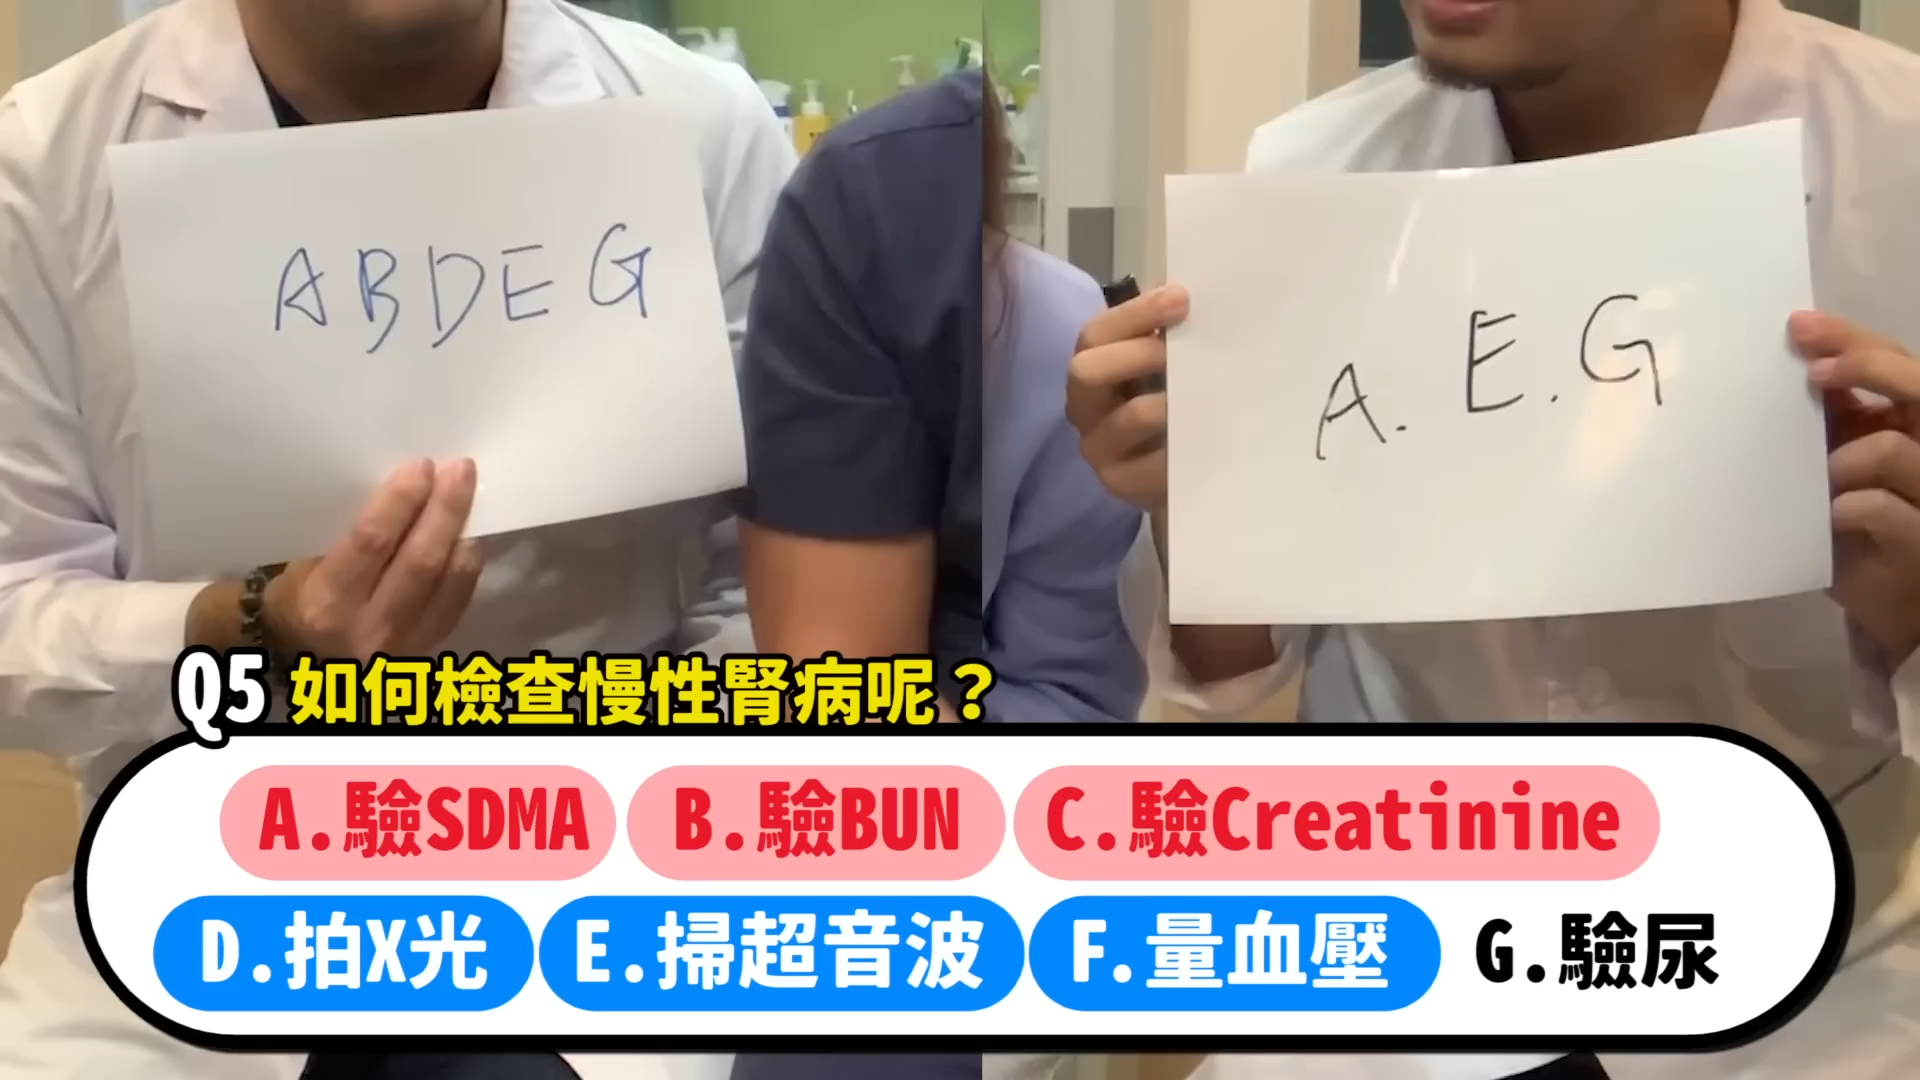 ABDEG
A. E. G
Q5 如何檢查慢性腎病呢？
A.驗SDMA B.驗BUN C.驗Creatinine
D.拍X光 E.掃超音波 F.量血壓 G.驗尿